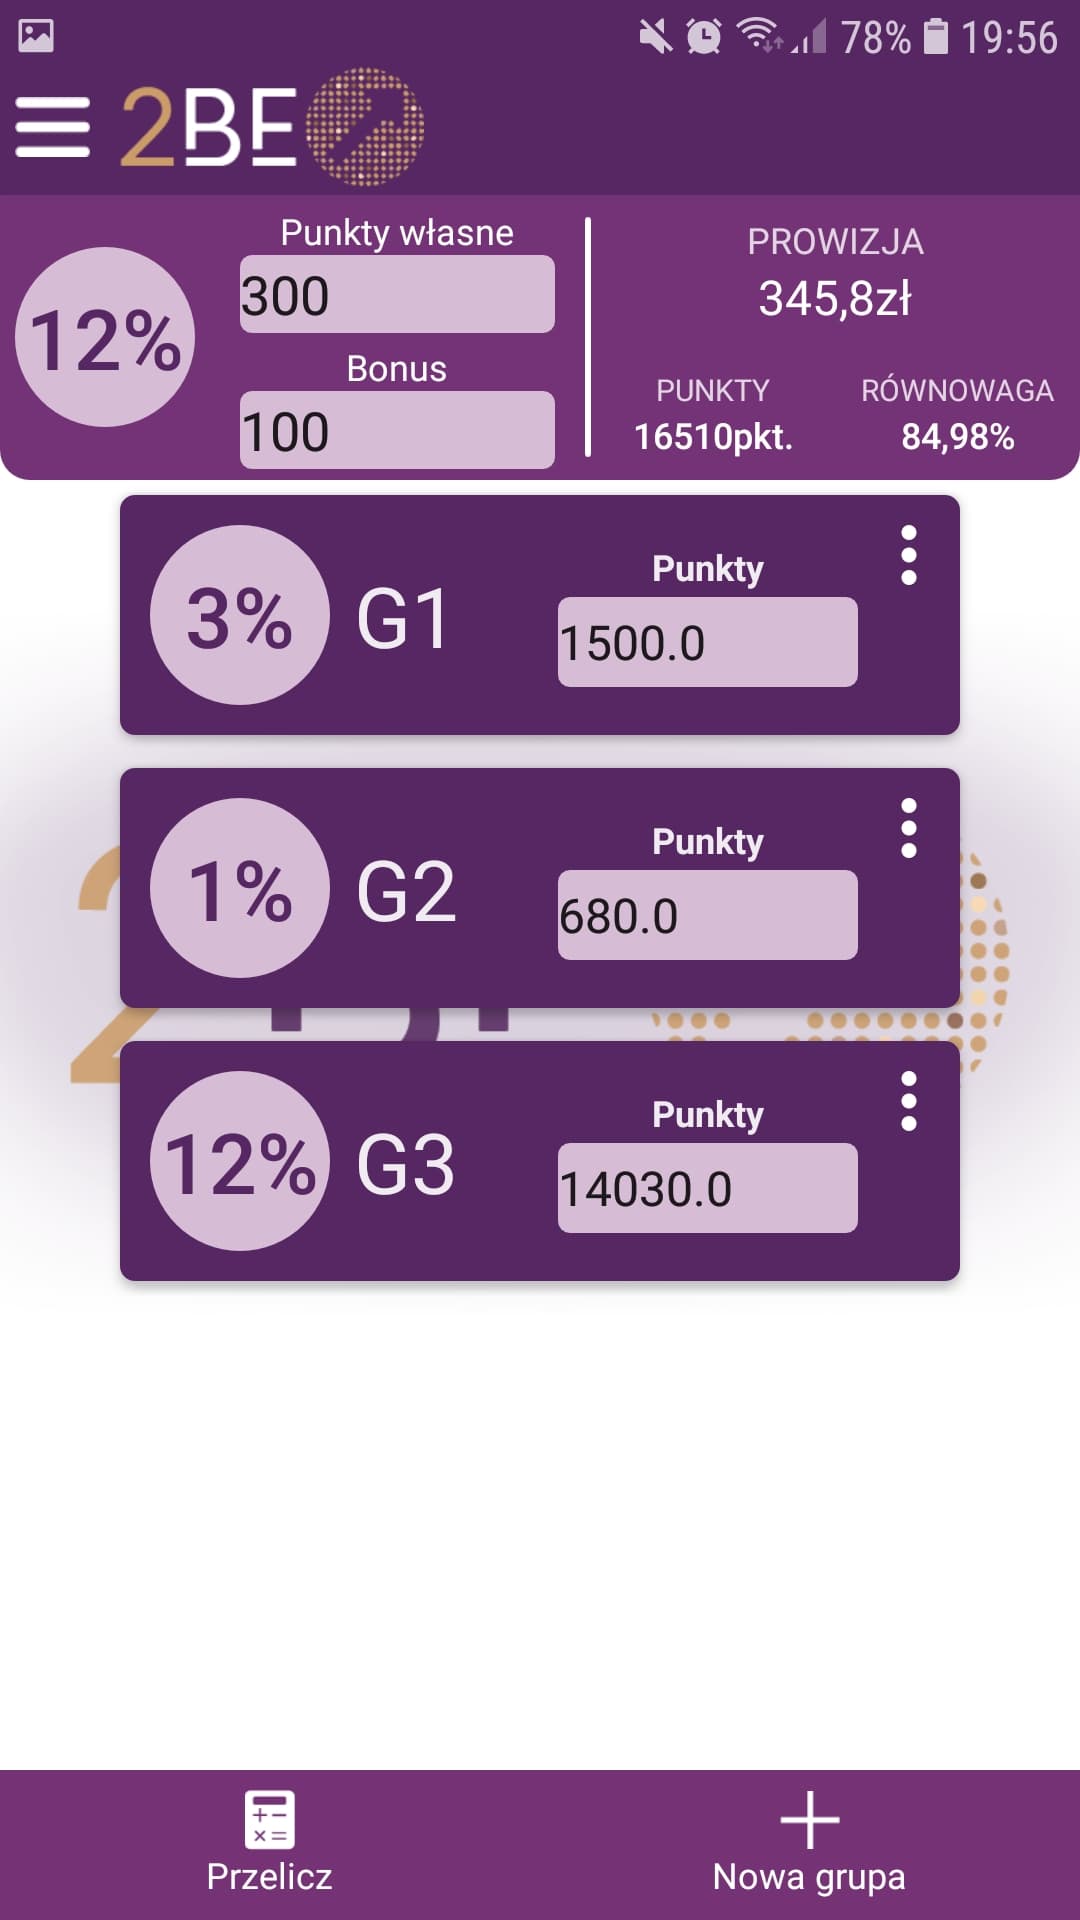 78% 19:56
2BE
12%
Punkty własne
300
Bonus
100
PROWIZJA
345,8zł
PUNKTY
16510pkt.
RÓWNOWAGA
84,98%
3%
G1
Punkty
1500.0
1%
G2
Punkty
680.0
12%
G3
Punkty
14030.0
Przelicz
Nowa grupa